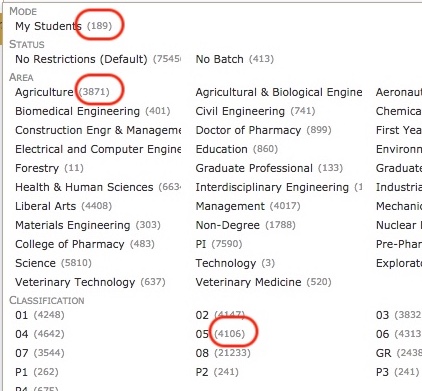 MODE
My Students (189)
STATUS
No Restrictions (Default) (7545 No Batch (413)
AREA
Agriculture (3871) Agricultural & Biological Engine Aeronaut
Biomedical Engineering (401) Civil Engineering (741) Chemica
Construction Engr & Manageme Doctor of Pharmacy (899) First Yea
Electrical and Computer Engine Education (860) Environm
Forestry (11) Graduate Professional (133) Graduate
Health & Human Sciences (663 Interdisciplinary Engineering (1 Industria
Liberal Arts (4408) Management (4017) Mechanic
Materials Engineering (303) Non-Degree (1788) Nuclear
College of Pharmacy (483) PI (7590) Pre-Phar
Science (5810) Technology (3) Explorat
Veterinary Technology (637) Veterinary Medicine (520)
CLASSIFICATION
01 (4248) 02 (4147) 03 (3832
04 (4642) 05 (4106) 06 (4313
07 (3544) 08 (21233) GR (2438
P1 (262) P2 (241) P3 (241)
P4 (675)